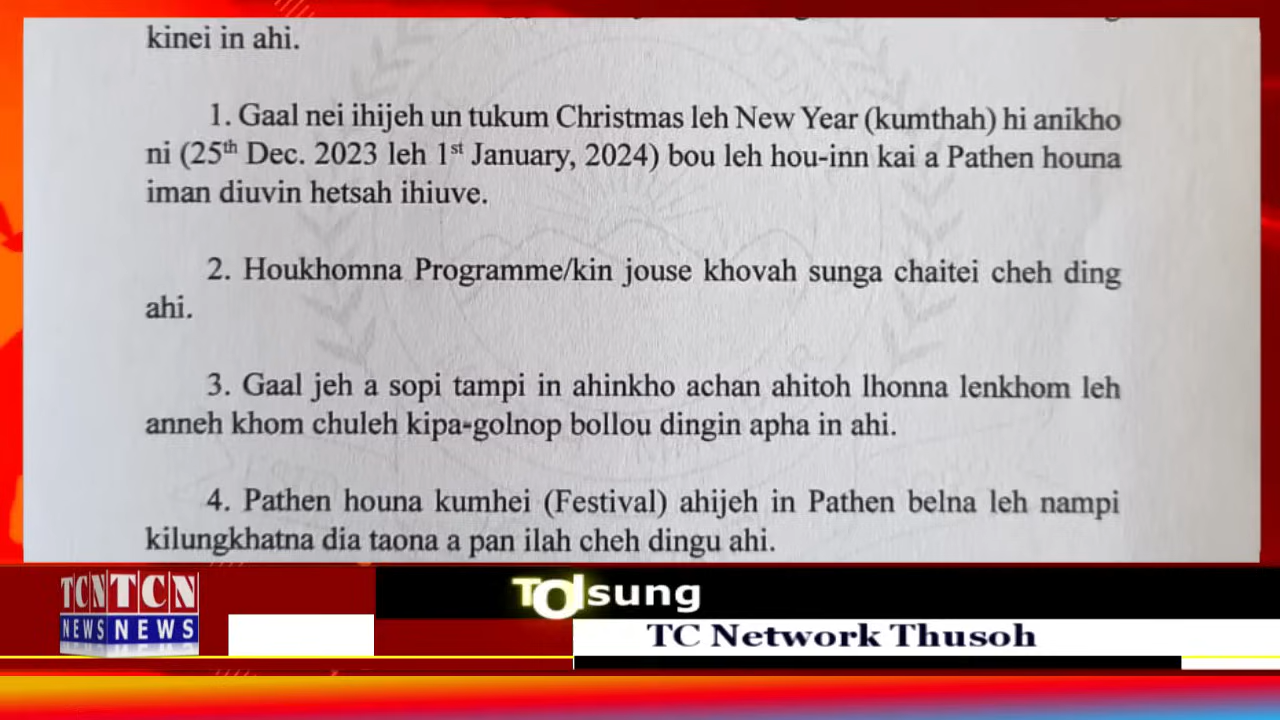 kinei in ahi.
1. Gaal nei ihijeh un tukum Christmas leh New Year (kumthah) hi anikho
ni (25th Dec. 2023 leh 1st January, 2024) bou leh hou-inn kai a Pathen houna
iman diuvin hetsah ihiuve.
2. Houkhomna Programme/kin jouse khovah sunga chaitei cheh ding
ahi.
3. Gaal jeh a sopi tampi in ahinkho achan ahitoh lhonna lenkhom leh
anneh khom chuleh kipa-golnop bollou dingin apha in ahi.
4. Pathen houna kumhei (Festival) ahijeh in Pathen belna leh nampi
kilungkhatna dia taona a pan ilah cheh dingu ahi.
TCN TCN
NEWS NEWS
Tolsung
TC Network Thusoh